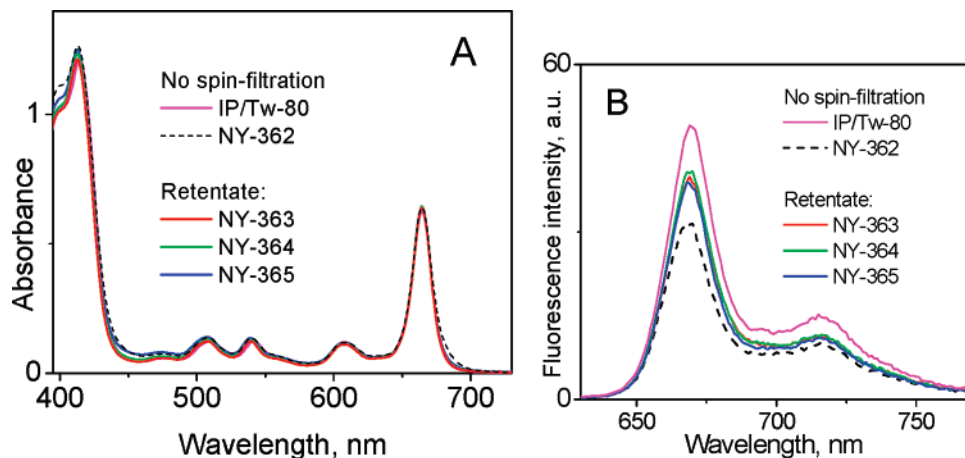 A
No spin-filtration
IP/Tw-80
NY-362
Retentate:
NY-363
NY-364
NY-365
Absorbance
1
0
400 500 600 700
Wavelength, nm
B
60
No spin-filtration
IP/Tw-80
NY-362
Retentate:
NY-363
NY-364
NY-365
Fluorescence intensity, a.u.
650 700 750
Wavelength, nm